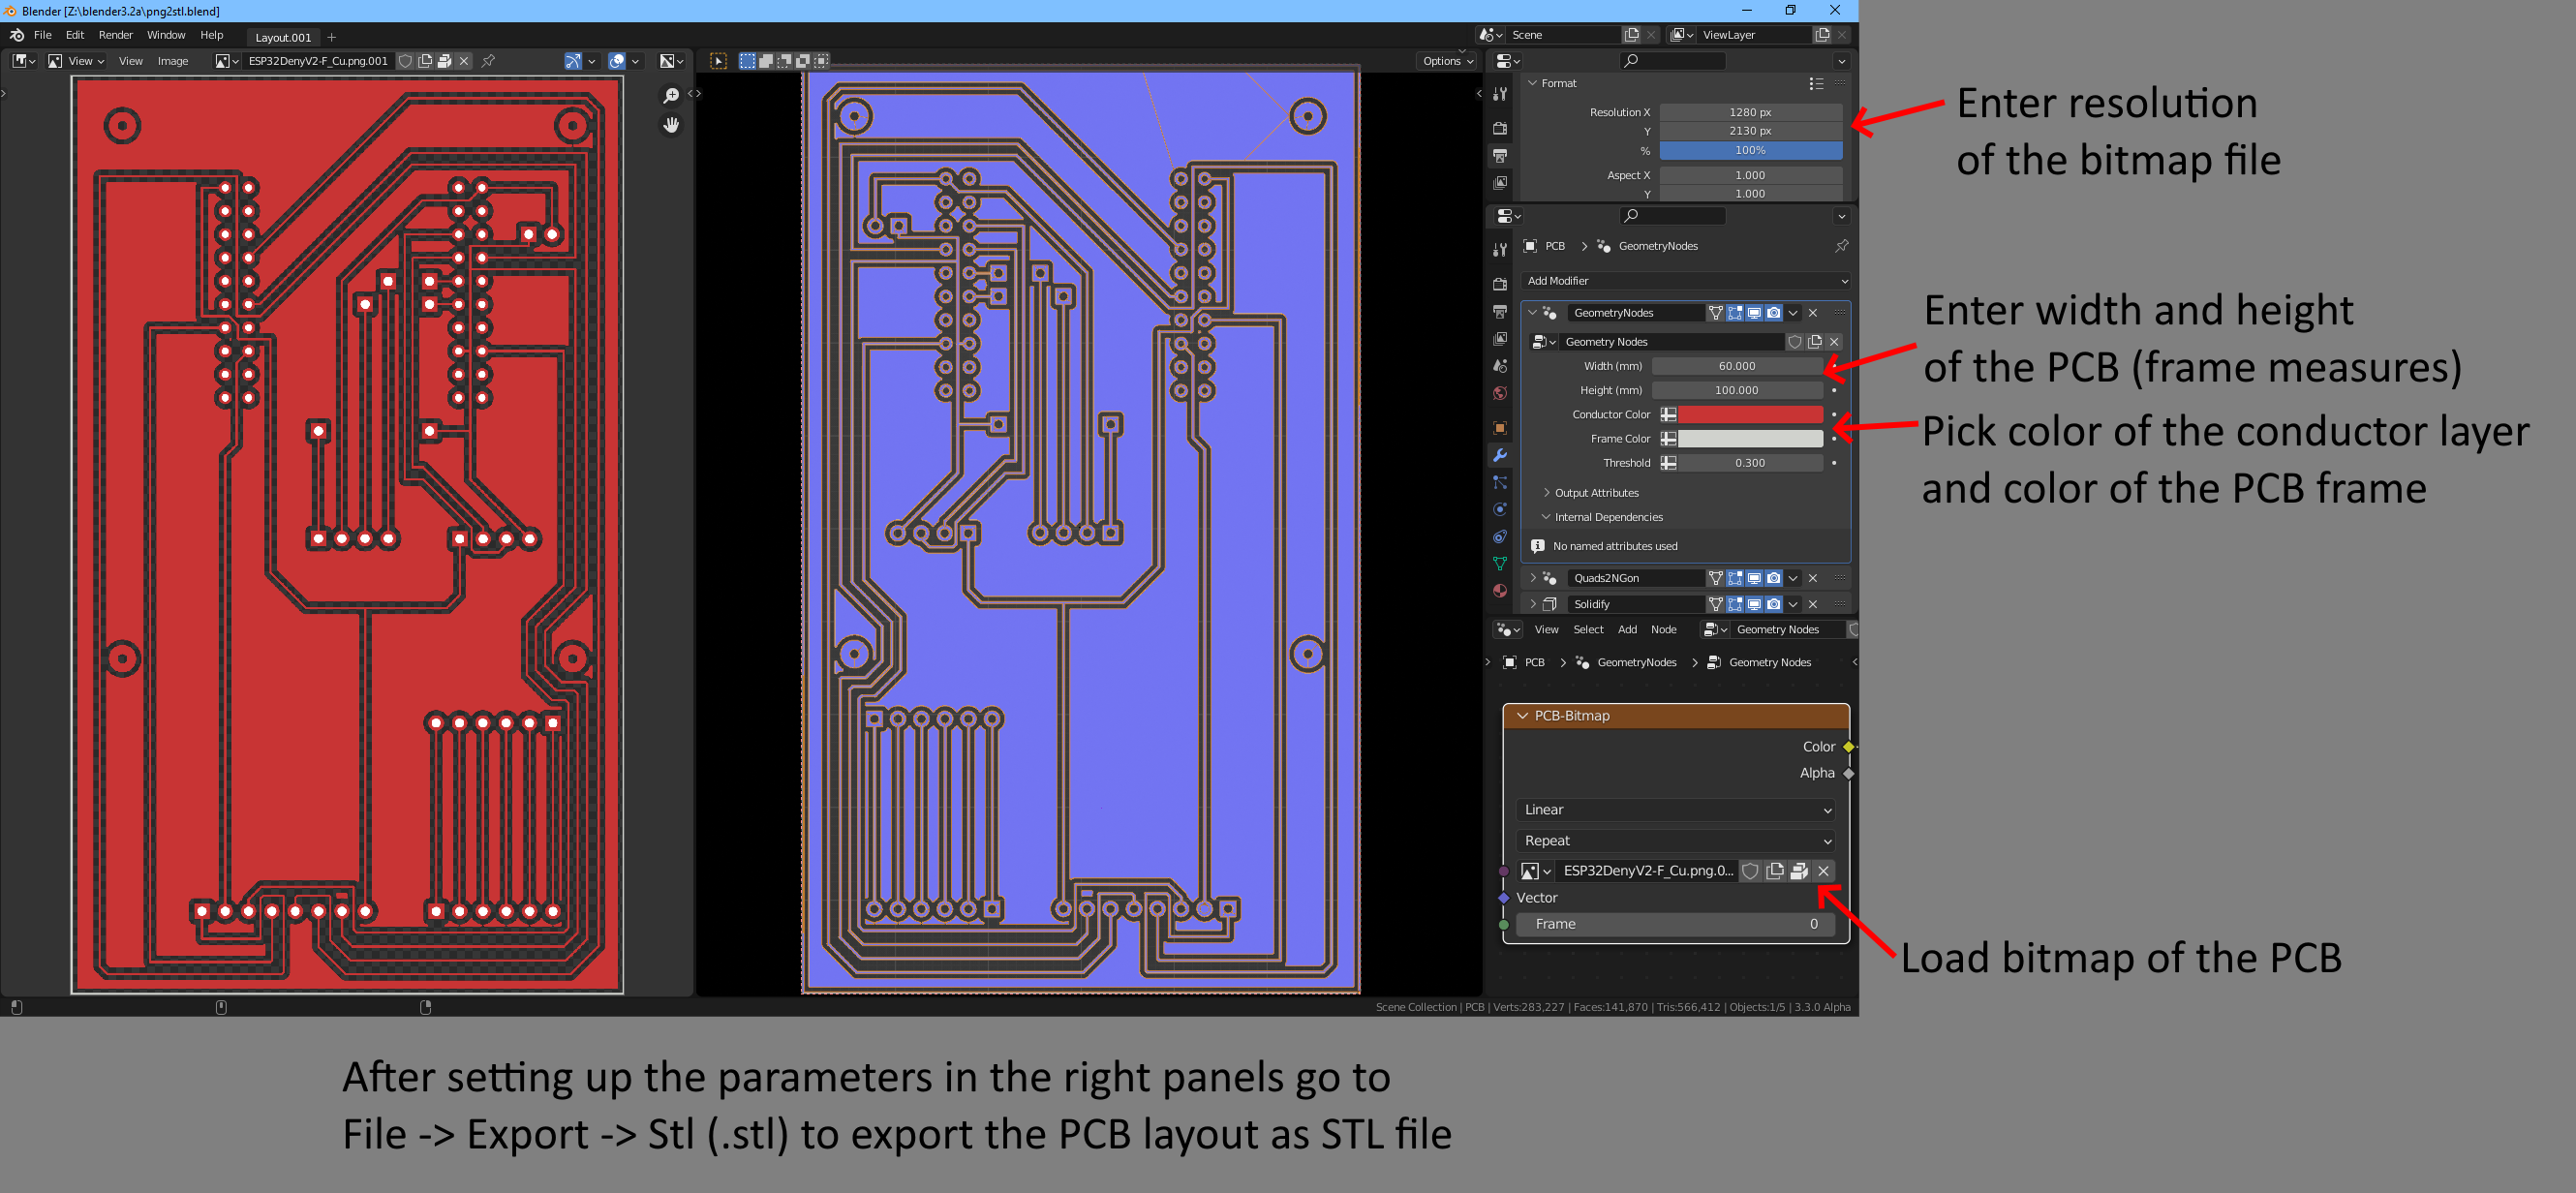 Blender [Z:\blender3.2a\png2stl.blend]
File Edit Render Window Help Layout.001 + Scene ViewLayer
View View Image ESP32DenyV2-F_Cu.png.001
Options
Format
Resolution X 1280 px
Y 2130 px
% 100%
Aspect X 1.000
Y 1.000
PCB > GeometryNodes
Add Modifier
GeometryNodes
Geometry Nodes
Width (mm) 60.000
Height (mm) 100.000
Conductor Color
Frame Color
Threshold 0.300
Output Attributes
Internal Dependencies
No named attributes used
Quads2NGon
Solidify
View Select Add Node Geometry Nodes
PCB > GeometryNodes > Geometry Nodes
PCB-Bitmap
Color
Alpha
Linear
Repeat
ESP32DenyV2-F_Cu.png.0...
Vector
Frame 0
Scene Collection | PCB | Verts:283,227 | Faces:141,870 | Tris:566,412 | Objects:1/5 | 3.3.0 Alpha
Enter resolution
of the bitmap file
Enter width and height
of the PCB (frame measures)
Pick color of the conductor layer
and color of the PCB frame
Load bitmap of the PCB
After setting up the parameters in the right panels go to
File -> Export -> Stl (.stl) to export the PCB layout as STL file